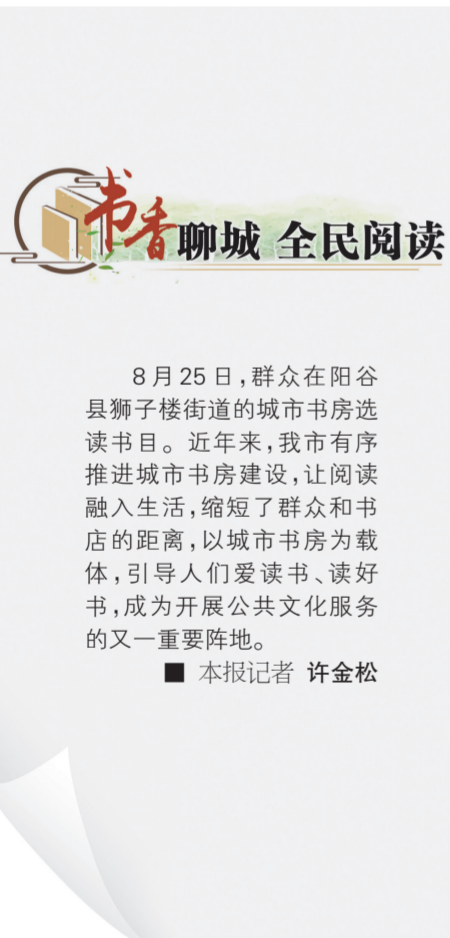 书香聊城 全民阅读
8月25日，群众在阳谷
县狮子楼街道的城市书房选
读书目。近年来，我市有序
推进城市书房建设，让阅读
融入生活，缩短了群众和书
店的距离，以城市书房为载
体，引导人们爱读书、读好
书，成为开展公共文化服务
的又一重要阵地。
■ 本报记者 许金松